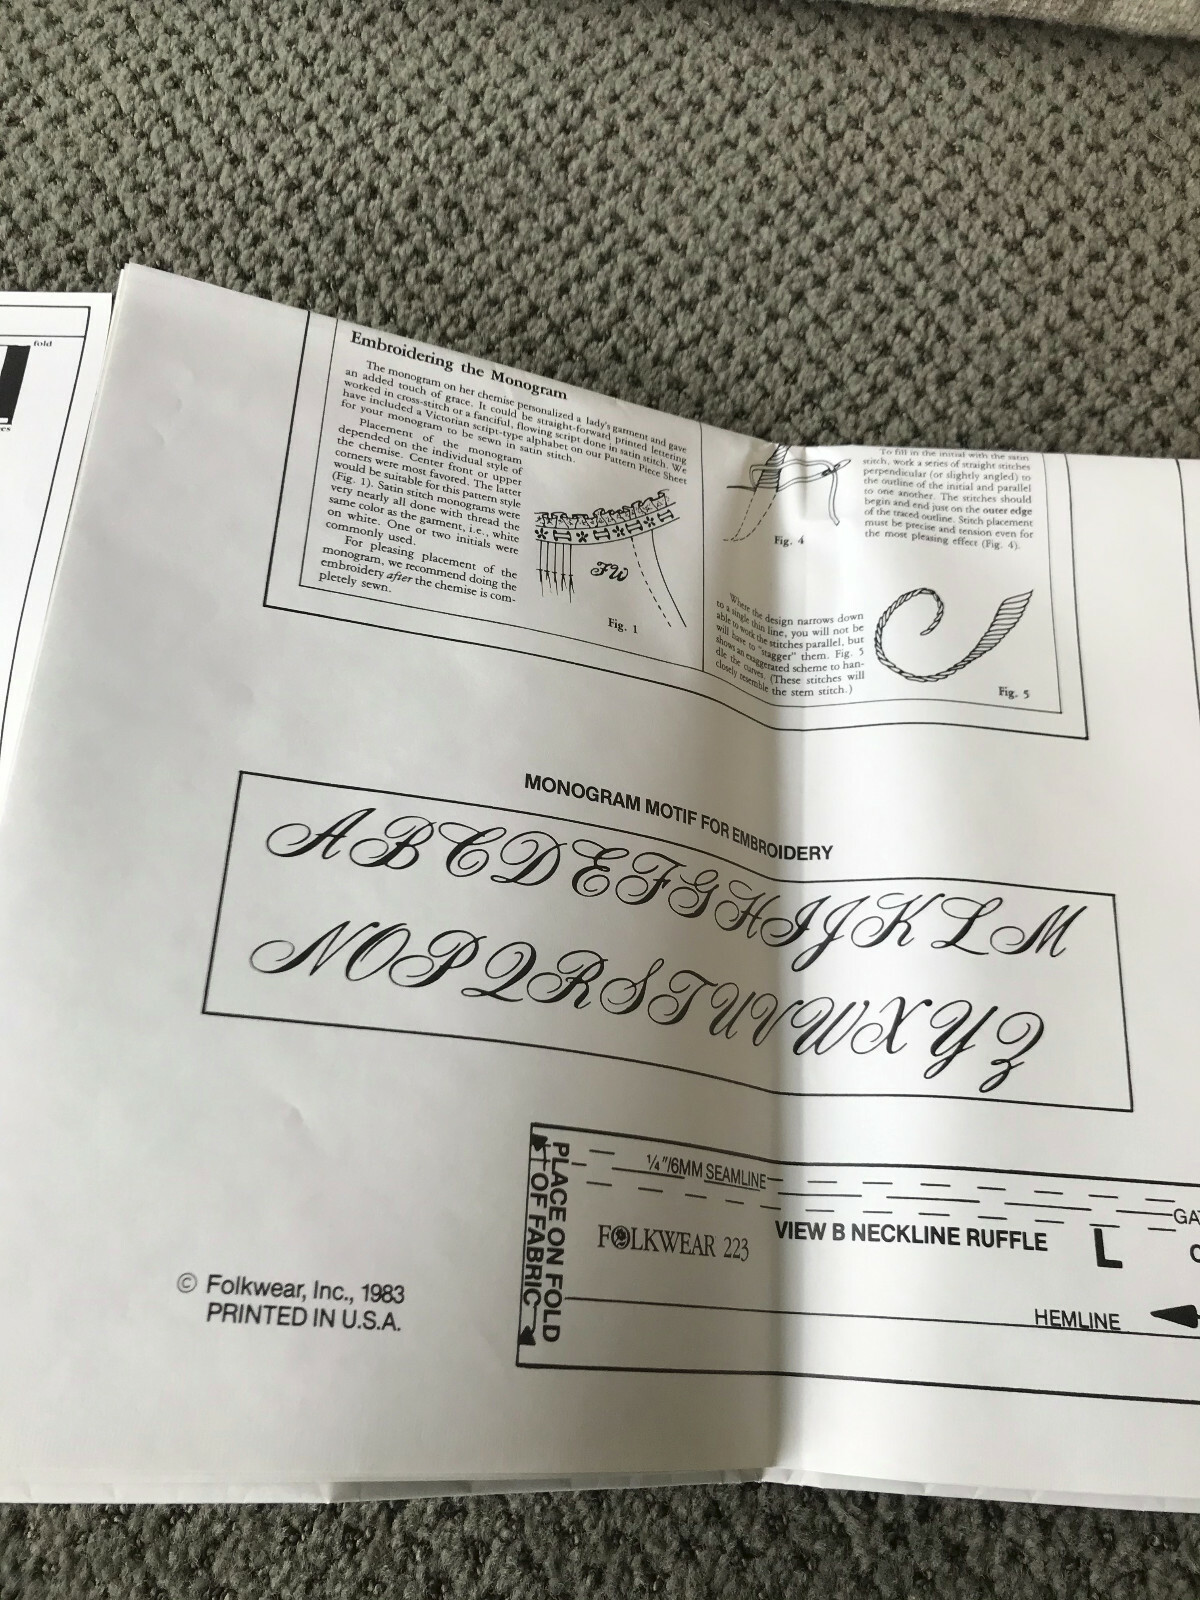 fold
es
Embroidering the Monogram
The monogram on her chemise personalized a lady's garment and gave
an added touch of grace. It could be straight-forward printed lettering
worked in cross-stitch or a fanciful, flowing script done in satin stitch. We
have included a Victorian script-type alphabet on our Pattern Piece Sheet
for your monogram to be sewn in satin stitch.
Placement of the monogram
depended on the individual style of
the chemise. Center front or upper
corners were most favored. The latter
would be suitable for this pattern style
(Fig. 1). Satin stitch monograms were
very nearly all done with thread the
same color as the garment, i.e., white
on white. One or two initials were
commonly used.
For pleasing placement of the
monogram, we recommend doing the
embroidery after the chemise is com-
pletely sewn.
FW
Fig. 1
Fig. 4
To fill in the initial with the satin
stitch, work a series of straight stitches
perpendicular (or slightly angled) to
the outline of the initial and parallel
to one another. The stitches should
begin and end just on the outer edge
of the traced outline. Stitch placement
must be precise and tension even for
the most pleasing effect (Fig. 4).
Where the design narrows down
to a single thin line, you will not be
able to work the stitches parallel, but
will have to "stagger" them. Fig. 5
shows an exaggerated scheme to han-
dle the curves. (These stitches will
closely resemble the stem stitch.)
Fig. 5
MONOGRAM MOTIF FOR EMBROIDERY
A B C D E F G H I J K L M
N O P Q R S T U V W X Y Z
PLACE ON FOLD
OF FABRIC
1/4"/6MM SEAMLINE
GA
FOLKWEAR 223
VIEW B NECKLINE RUFFLE
L
C
HEMLINE
© Folkwear, Inc., 1983
PRINTED IN U.S.A.